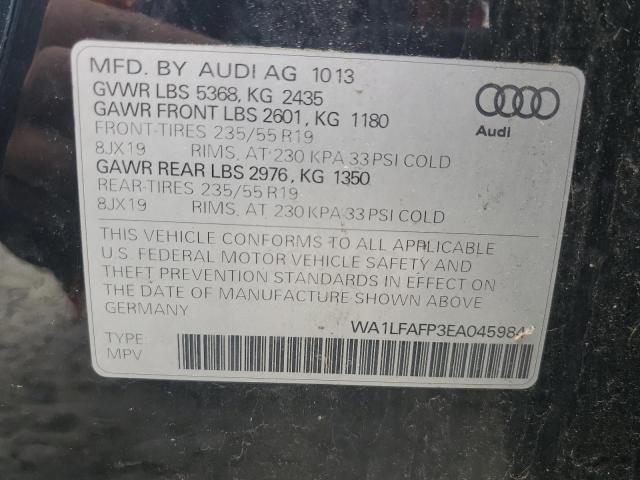 MFD. BY AUDI AG 10 13
GVWR LBS 5368, KG 2435
GAWR FRONT LBS 2601, KG 1180
FRONT-TIRES 235/55 R19
8JX19 RIMS, AT 230 KPA 33 PSI COLD
GAWR REAR LBS 2976, KG 1350
REAR-TIRES 235/55 R19
8JX19 RIMS, AT 230 KPA 33 PSI COLD
Audi
THIS VEHICLE CONFORMS TO ALL APPLICABLE
U.S. FEDERAL MOTOR VEHICLE SAFETY AND
THEFT PREVENTION STANDARDS IN EFFECT ON
THE DATE OF MANUFACTURE SHOWN ABOVE
GERMANY
TYPE
MPV